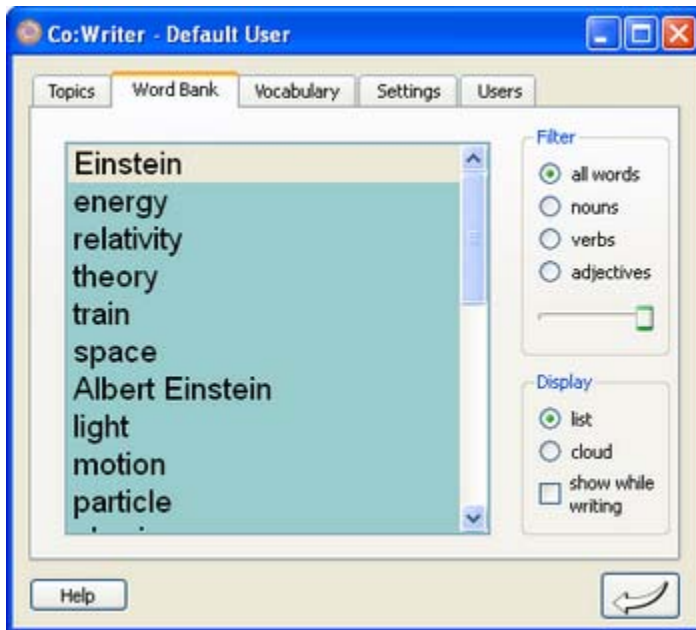 Co:Writer - Default User
Topics Word Bank Vocabulary Settings Users
Einstein
energy
relativity
theory
train
space
Albert Einstein
light
motion
particle
Filter
all words
nouns
verbs
adjectives
Display
list
cloud
show while
writing
Help